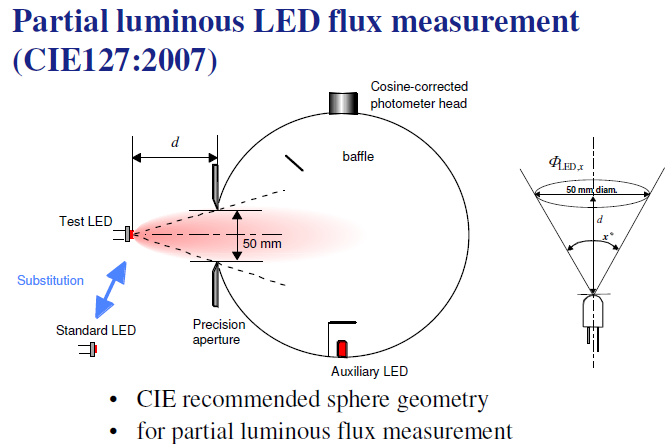 Partial luminous LED flux measurement
(CIE127:2007)
Cosine-corrected
photometer head
d
baffle
Test LED
50 mm
Substitution
Standard LED
Precision
aperture
Auxiliary LED
ΦLED,x
50 mm diam.
d
x°
• CIE recommended sphere geometry
• for partial luminous flux measurement